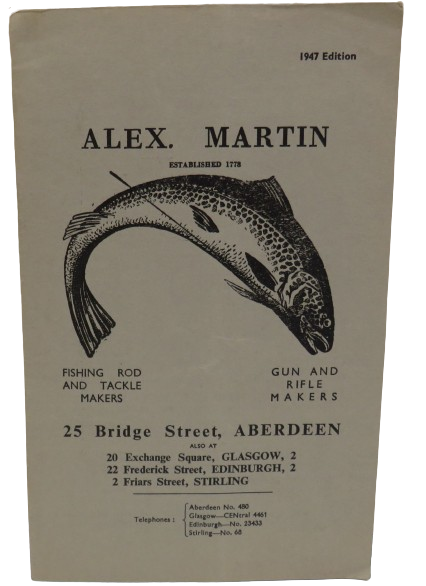 1947 Edition
ALEX. MARTIN
ESTABLISHED 1778
FISHING ROD
AND TACKLE
MAKERS
GUN AND
RIFLE
MAKERS
25 Bridge Street, ABERDEEN
ALSO AT
20 Exchange Square, GLASGOW, 2
22 Frederick Street, EDINBURGH, 2
2 Friars Street, STIRLING
Telephones :
Aberdeen No. 480
Glasgow—CENtral 4461
Edinburgh—No. 23433
Stirling—No. 68